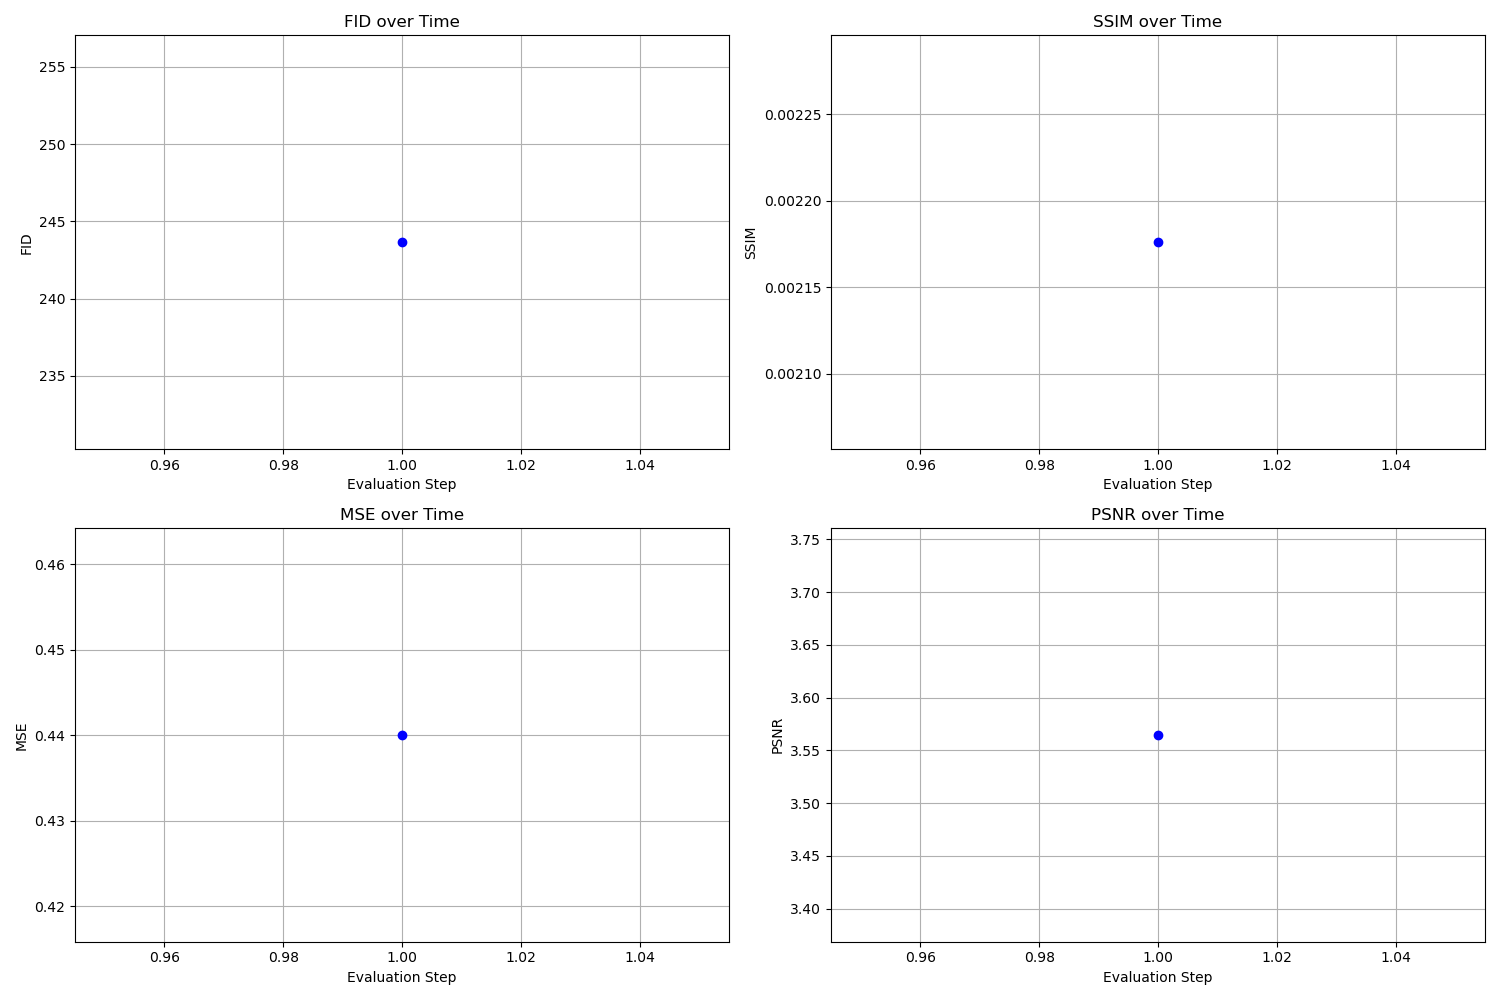 FID over Time
FID
255
250
245
240
235
0.96 0.98 1.00 1.02 1.04
Evaluation Step
SSIM over Time
SSIM
0.00225
0.00220
0.00215
0.00210
0.96 0.98 1.00 1.02 1.04
Evaluation Step
MSE over Time
MSE
0.46
0.45
0.44
0.43
0.42
0.96 0.98 1.00 1.02 1.04
Evaluation Step
PSNR over Time
PSNR
3.75
3.70
3.65
3.60
3.55
3.50
3.45
3.40
0.96 0.98 1.00 1.02 1.04
Evaluation Step